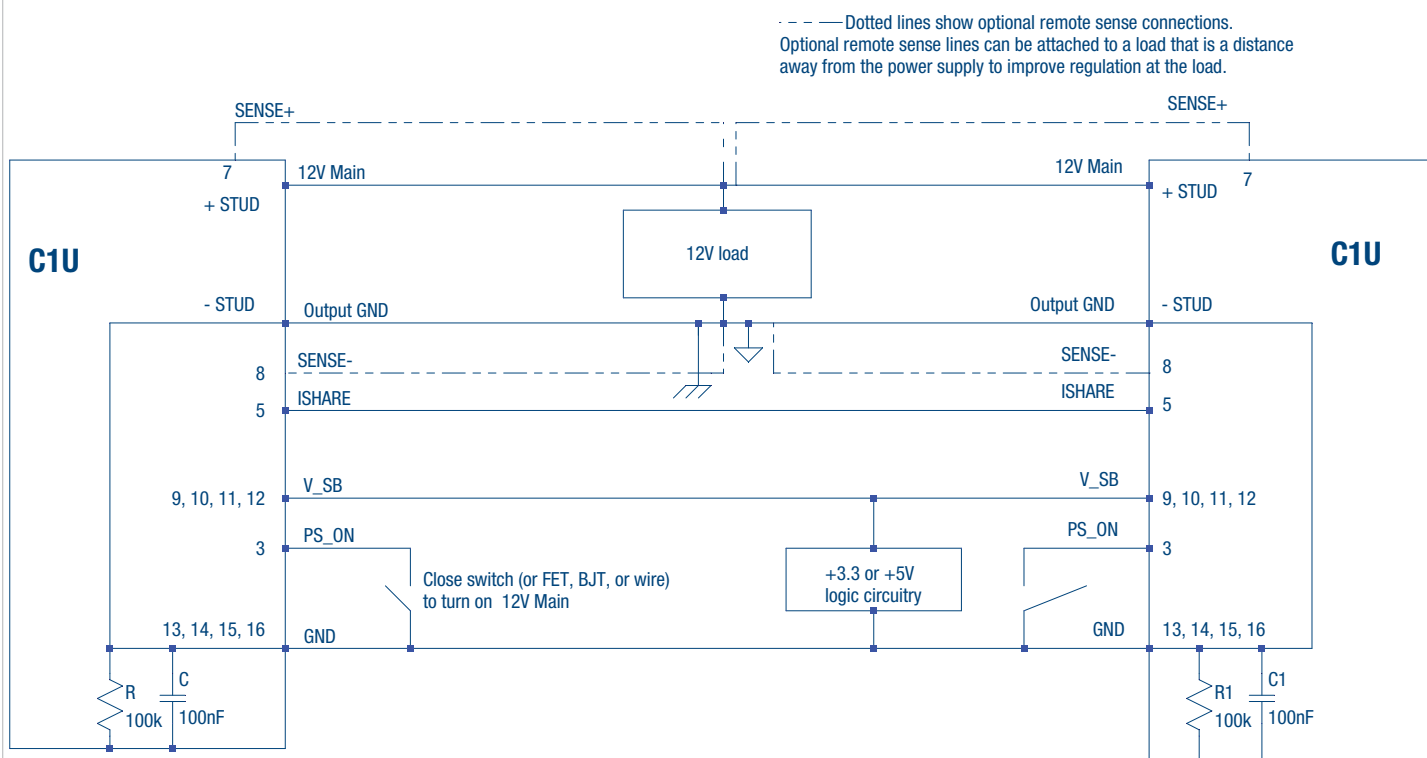 Dotted lines show optional remote sense connections.
Optional remote sense lines can be attached to a load that is a distance
away from the power supply to improve regulation at the load.
SENSE+
SENSE+
7
12V Main
12V Main
7
+ STUD
+ STUD
C1U
12V load
C1U
- STUD
Output GND
Output GND
- STUD
8
SENSE-
SENSE-
8
5
ISHARE
ISHARE
5
9, 10, 11, 12
V_SB
V_SB
9, 10, 11, 12
3
PS_ON
PS_ON
3
Close switch (or FET, BJT, or wire)
to turn on 12V Main
+3.3 or +5V
logic circuitry
13, 14, 15, 16
GND
GND
13, 14, 15, 16
R
100k
C
100nF
R1
100k
C1
100nF